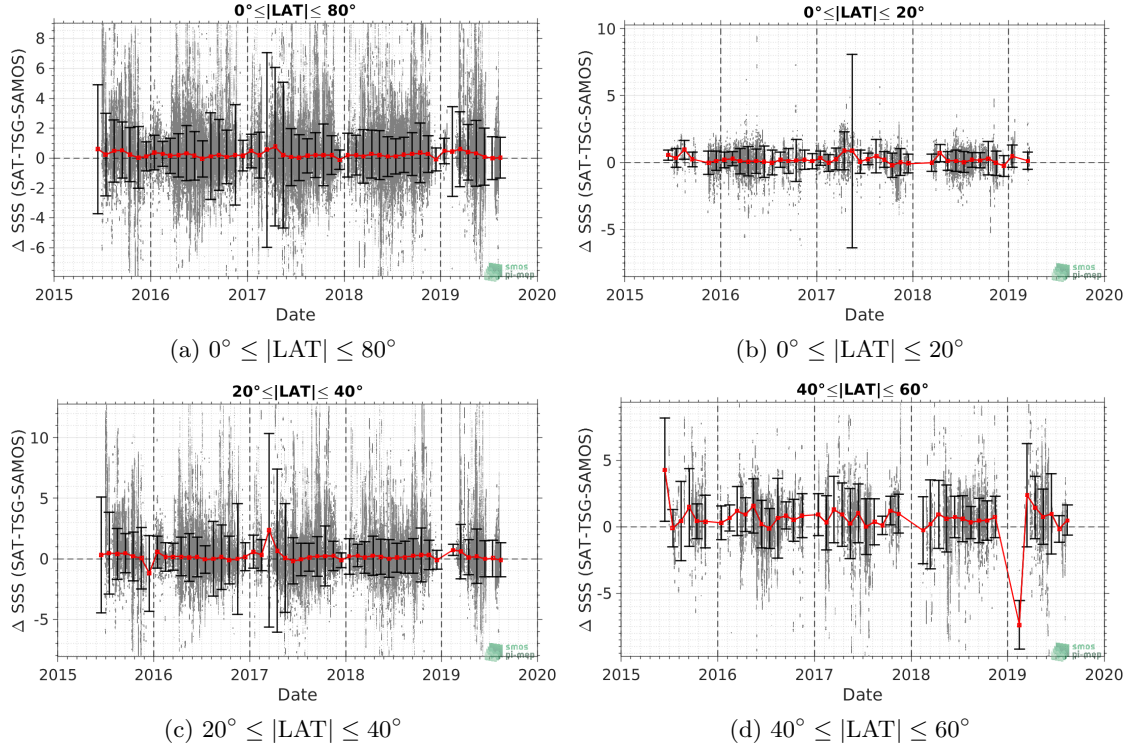 0°≤|LAT|≤ 80°
Δ SSS (SAT-TSG-SAMOS)
8
6
4
2
0
-2
-4
-6
2015 2016 2017 2018 2019 2020
Date
smos
pi-mep
(a) 0° ≤ |LAT| ≤ 80°
0°≤|LAT|≤ 20°
Δ SSS (SAT-TSG-SAMOS)
10
5
0
-5
2015 2016 2017 2018 2019 2020
Date
smos
pi-mep
(b) 0° ≤ |LAT| ≤ 20°
20°≤|LAT|≤ 40°
Δ SSS (SAT-TSG-SAMOS)
10
5
0
-5
2015 2016 2017 2018 2019 2020
Date
smos
pi-mep
(c) 20° ≤ |LAT| ≤ 40°
40°≤|LAT|≤ 60°
Δ SSS (SAT-TSG-SAMOS)
5
0
-5
2015 2016 2017 2018 2019 2020
Date
smos
pi-mep
(d) 40° ≤ |LAT| ≤ 60°